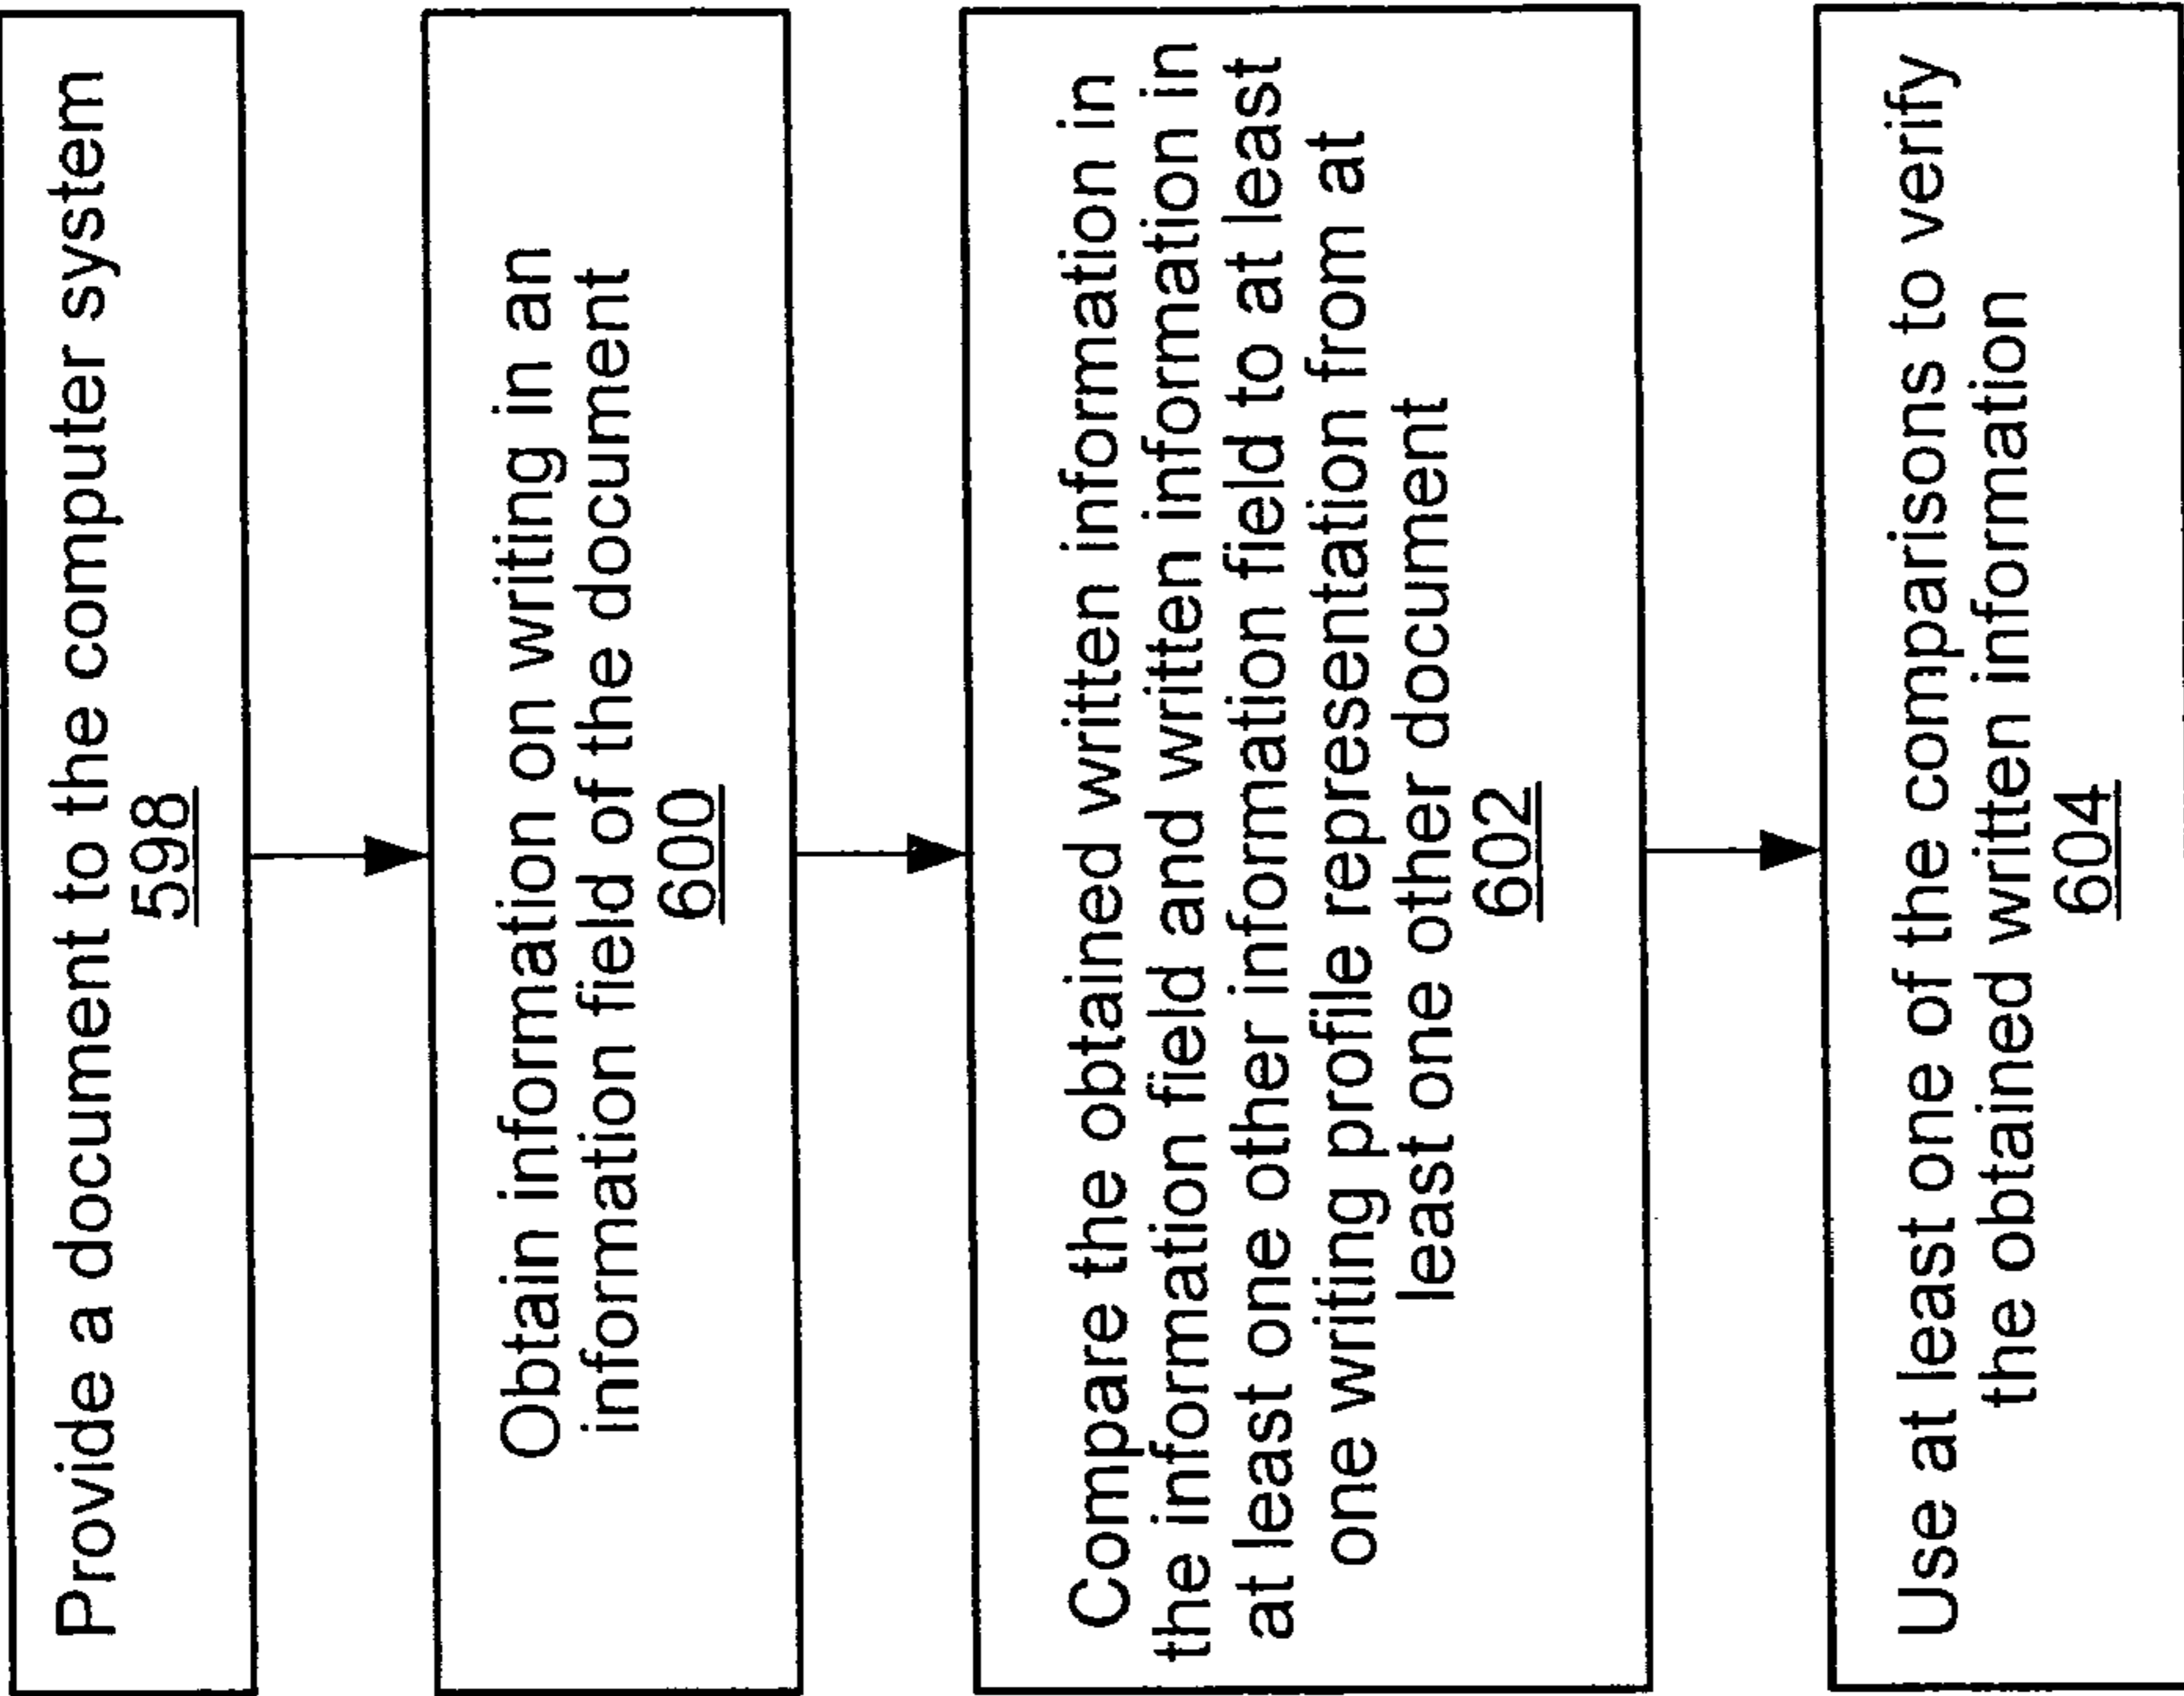 Provide a document to the computer system
598
Obtain information on writing in an
information field of the document
600
Compare the obtained written information in
the information field and written information in
at least one other information field to at least
one writing profile representation from at
least one other document
602
Use at least one of the comparisons to verify
the obtained written information
604